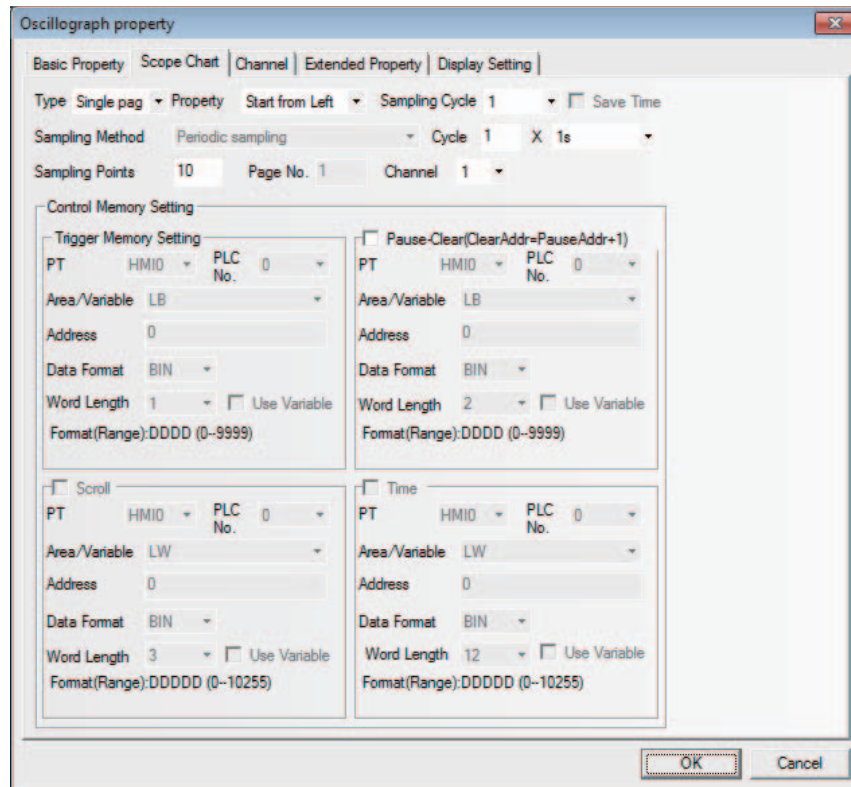 Oscillograph property
Basic Property Scope Chart Channel Extended Property Display Setting
Type Single pag Property Start from Left Sampling Cycle 1 Save Time
Sampling Method Periodic sampling Cycle 1 X 1s
Sampling Points 10 Page No. 1 Channel 1
Control Memory Setting
Trigger Memory Setting
PT HMI0 PLC No. 0
Area/Variable LB
Address 0
Data Format BIN
Word Length 1 Use Variable
Format(Range):DDDD (0--9999)
Pause-Clear(ClearAddr=PauseAddr+1)
PT HMI0 PLC No. 0
Area/Variable LB
Address 0
Data Format BIN
Word Length 2 Use Variable
Format(Range):DDDD (0--9999)
Scroll
PT HMI0 PLC No. 0
Area/Variable LW
Address 0
Data Format BIN
Word Length 3 Use Variable
Format(Range):DDDDD (0--10255)
Time
PT HMI0 PLC No. 0
Area/Variable LW
Address 0
Data Format BIN
Word Length 12 Use Variable
Format(Range):DDDDD (0--10255)
OK Cancel